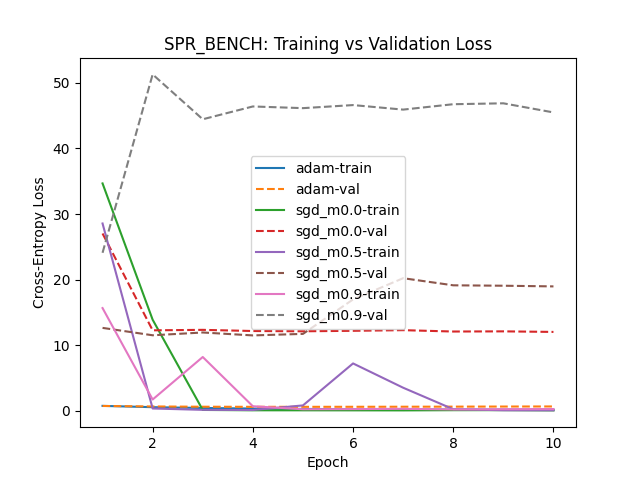 SPR_BENCH: Training vs Validation Loss
Cross-Entropy Loss
50
40
30
20
10
0
adam-train
adam-val
sgd_m0.0-train
sgd_m0.0-val
sgd_m0.5-train
sgd_m0.5-val
sgd_m0.9-train
sgd_m0.9-val
2
4
6
8
10
Epoch